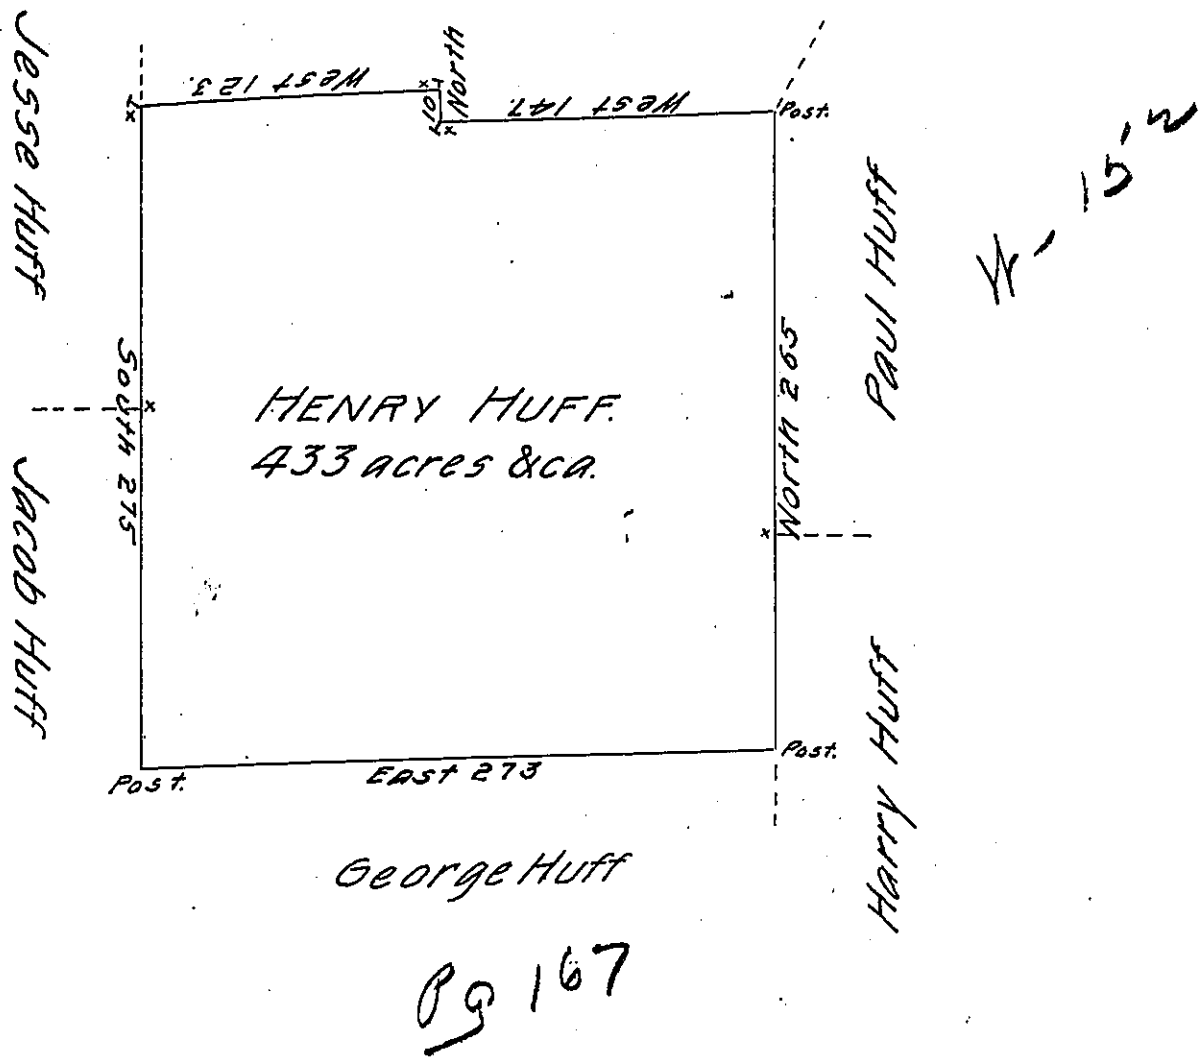 Jesse Huff
West 123.
10
North
West 147.
Post.
Paul Huff
South 275
HENRY HUFF.
433 acres &ca.
North 265
Jacob Huff
Post.
East 273
Post.
Harry Huff
George Huff
Pg 167